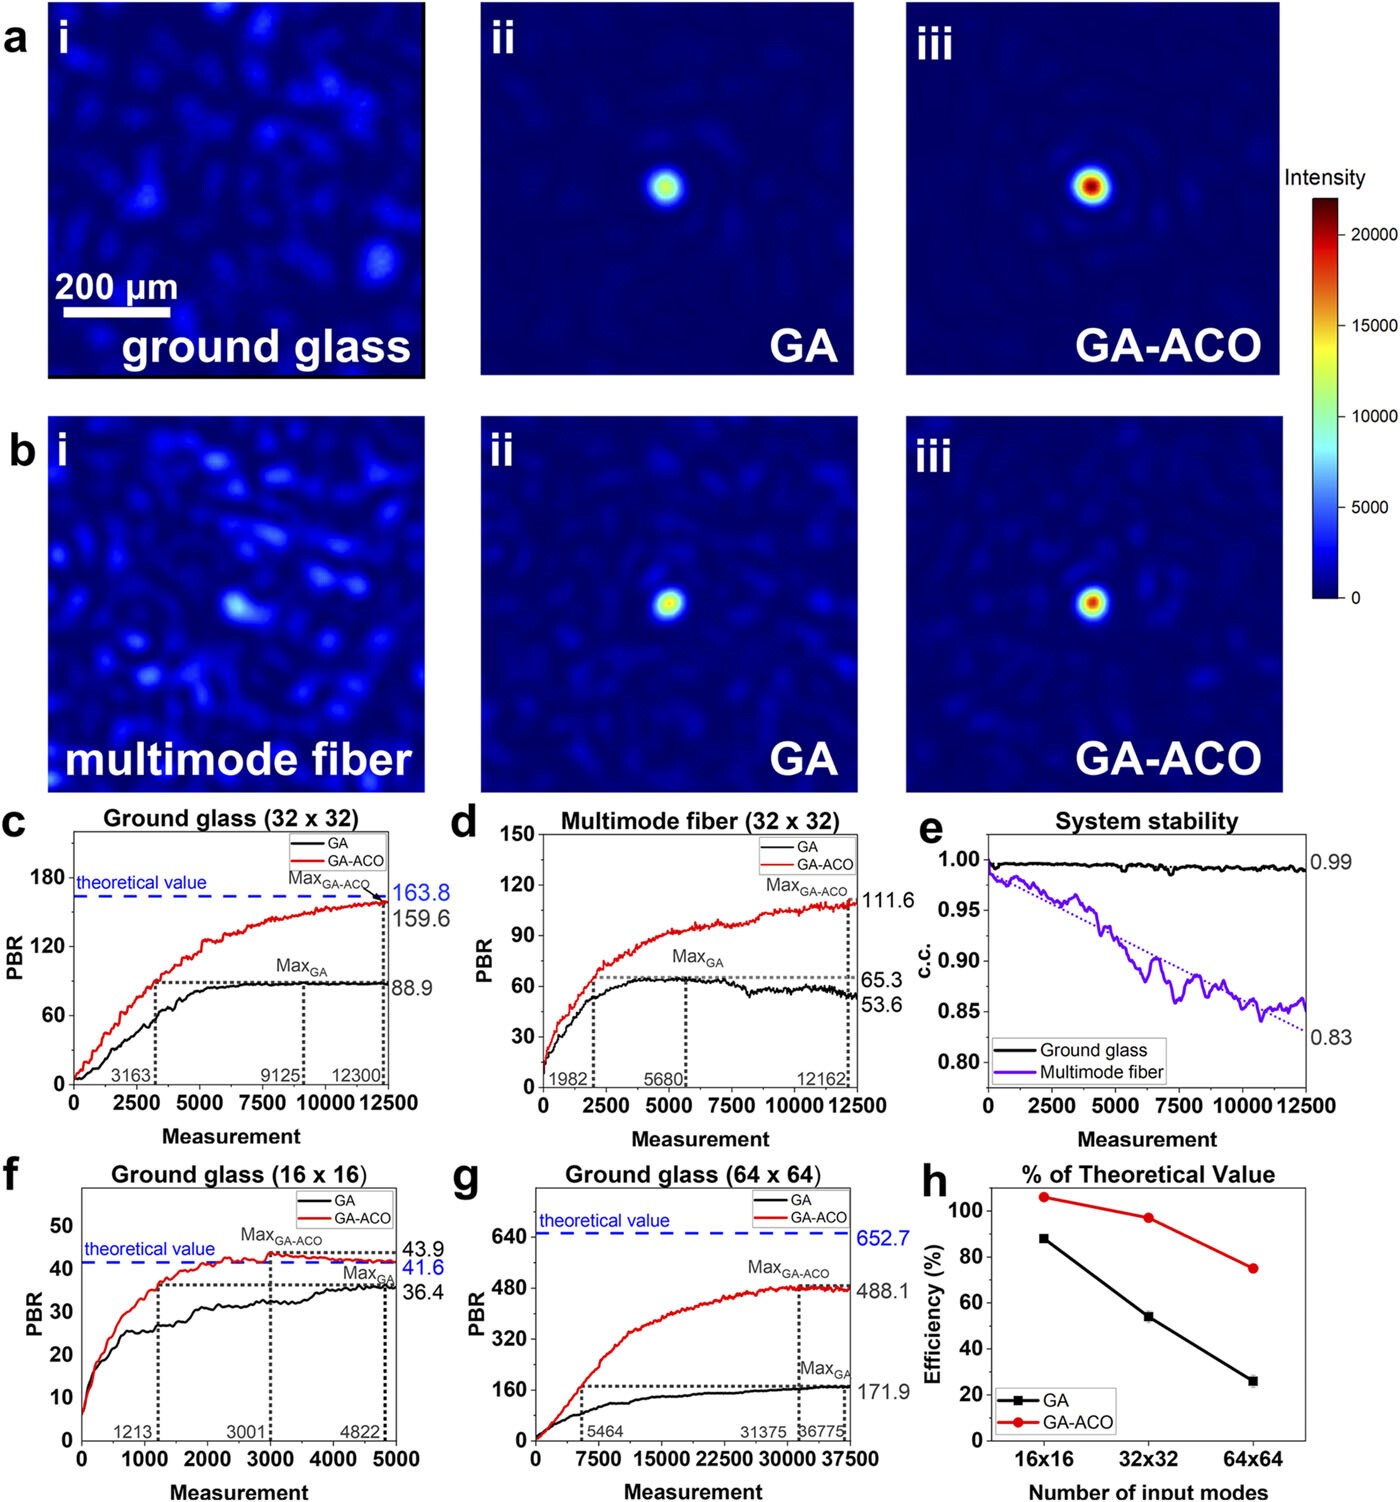 a
i
ii
iii
200 µm
ground glass
GA
GA-ACO
Intensity
20000
15000
10000
5000
0
b
i
ii
iii
multimode fiber
GA
GA-ACO
c
Ground glass (32 x 32)
GA
GA-ACO
theoretical value
MaxGA-ACO
163.8
159.6
MaxGA
88.9
PBR
180
120
60
0
3163
9125
12300
0 2500 5000 7500 10000 12500
Measurement
d
Multimode fiber (32 x 32)
GA
GA-ACO
MaxGA-ACO
111.6
MaxGA
65.3
53.6
PBR
150
120
90
60
30
0
1982
5680
12162
0 2500 5000 7500 10000 12500
Measurement
e
System stability
0.99
0.83
c.c.
1.00
0.95
0.90
0.85
0.80
Ground glass
Multimode fiber
0 2500 5000 7500 10000 12500
Measurement
f
Ground glass (16 x 16)
GA
GA-ACO
MaxGA-ACO
theoretical value
43.9
41.6
MaxGA
36.4
PBR
50
40
30
20
10
0
1213
3001
4822
0 1000 2000 3000 4000 5000
Measurement
g
Ground glass (64 x 64)
GA
GA-ACO
theoretical value
652.7
MaxGA-ACO
488.1
MaxGA
171.9
PBR
640
480
320
160
0
5464
31375
36775
0 7500 15000 22500 30000 37500
Measurement
h
% of Theoretical Value
Efficiency (%)
100
80
60
40
20
0
GA
GA-ACO
16x16 32x32 64x64
Number of input modes